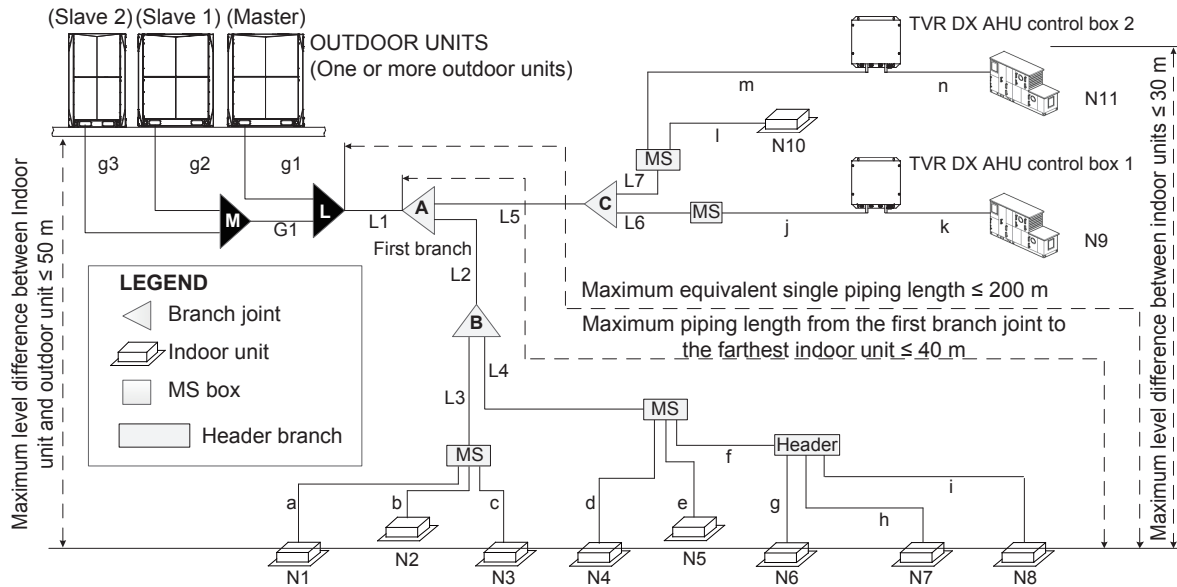 (Slave 2) (Slave 1) (Master)
OUTDOOR UNITS
(One or more outdoor units)
TVR DX AHU control box 2
m
n
N11
l
N10
MS
L7
TVR DX AHU control box 1
g3
g2
g1
M
G1
L
L1
A
First branch
L5
C
L6
MS
j
k
N9
L2
Maximum equivalent single piping length ≤ 200 m
Maximum piping length from the first branch joint to
the farthest indoor unit ≤ 40 m
LEGEND
Branch joint
Indoor unit
MS box
Header branch
B
L3
L4
MS
MS
Header
a
b
c
d
e
f
g
h
i
N1
N2
N3
N4
N5
N6
N7
N8
Maximum level difference between Indoor
unit and outdoor unit ≤ 50 m
Maximum level difference between indoor units ≤ 30 m